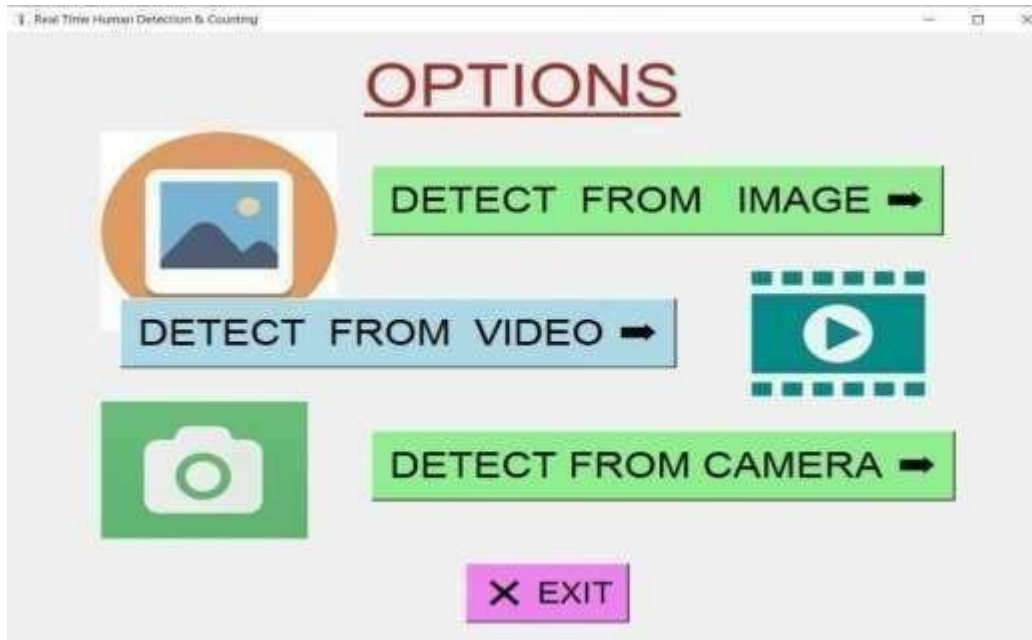 Real Time Human Detection & Counting
OPTIONS
DETECT FROM IMAGE ➡
DETECT FROM VIDEO ➡
DETECT FROM CAMERA ➡
❌ EXIT